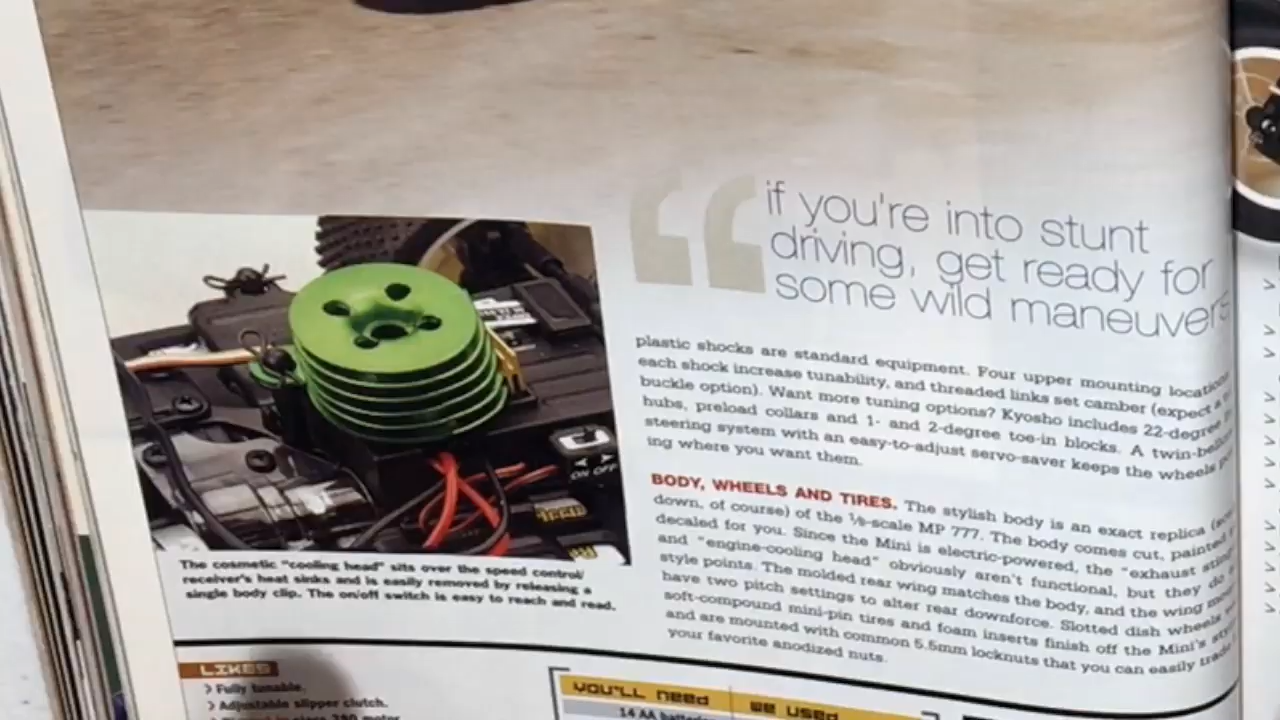 if you're into stunt
driving, get ready for
some wild maneuvers
plastic shocks are standard equipment. Four upper mounting locations
each shock increase tunability, and threaded links set camber (expect a
buckle option). Want more tuning options? Kyosho includes 22-degree
hubs, preload collars and 1- and 2-degree toe-in blocks. A twin-
steering system with an easy-to-adjust servo-saver keeps the wheels
ing where you want them.
BODY, WHEELS AND TIRES. The stylish body is an exact replica
down, of course) of the ⅛-scale MP 777. The body comes cut, painted
decaled for you. Since the Mini is electric-powered, the "exhaust
and "engine-cooling head" obviously aren't functional, but they do
style points. The molded rear wing matches the body, and the wing
have two pitch settings to alter rear downforce. Slotted dish wheels
soft-compound mini-pin tires and foam inserts finish off the Mini's
and are mounted with common 5.5mm locknuts that you can easily
your favorite anodized nuts.
ON OFF
The cosmetic "cooling head" sits over the speed control/
receiver's heat sinks and is easily removed by releasing a
single body clip. The on/off switch is easy to reach and read.
LIKES
> Fully tunable.
> Adjustable slipper clutch.
280 motor
YOU'LL NEED
WE USED
14 AA